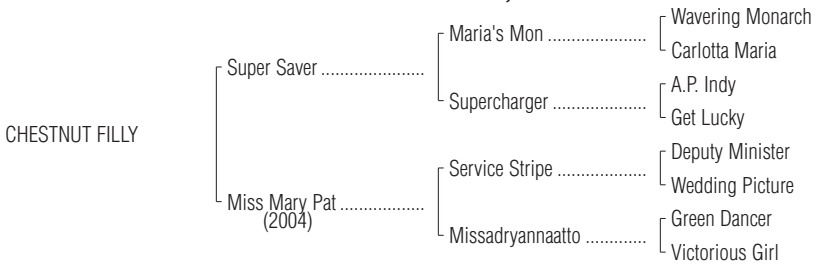 CHESTNUT FILLY
Super Saver ......................
Miss Mary Pat ..................
(2004)
Maria's Mon .....................
Supercharger ....................
Service Stripe ...................
Missadryannaatto .............
Wavering Monarch
Carlotta Maria
A.P. Indy
Get Lucky
Deputy Minister
Wedding Picture
Green Dancer
Victorious Girl